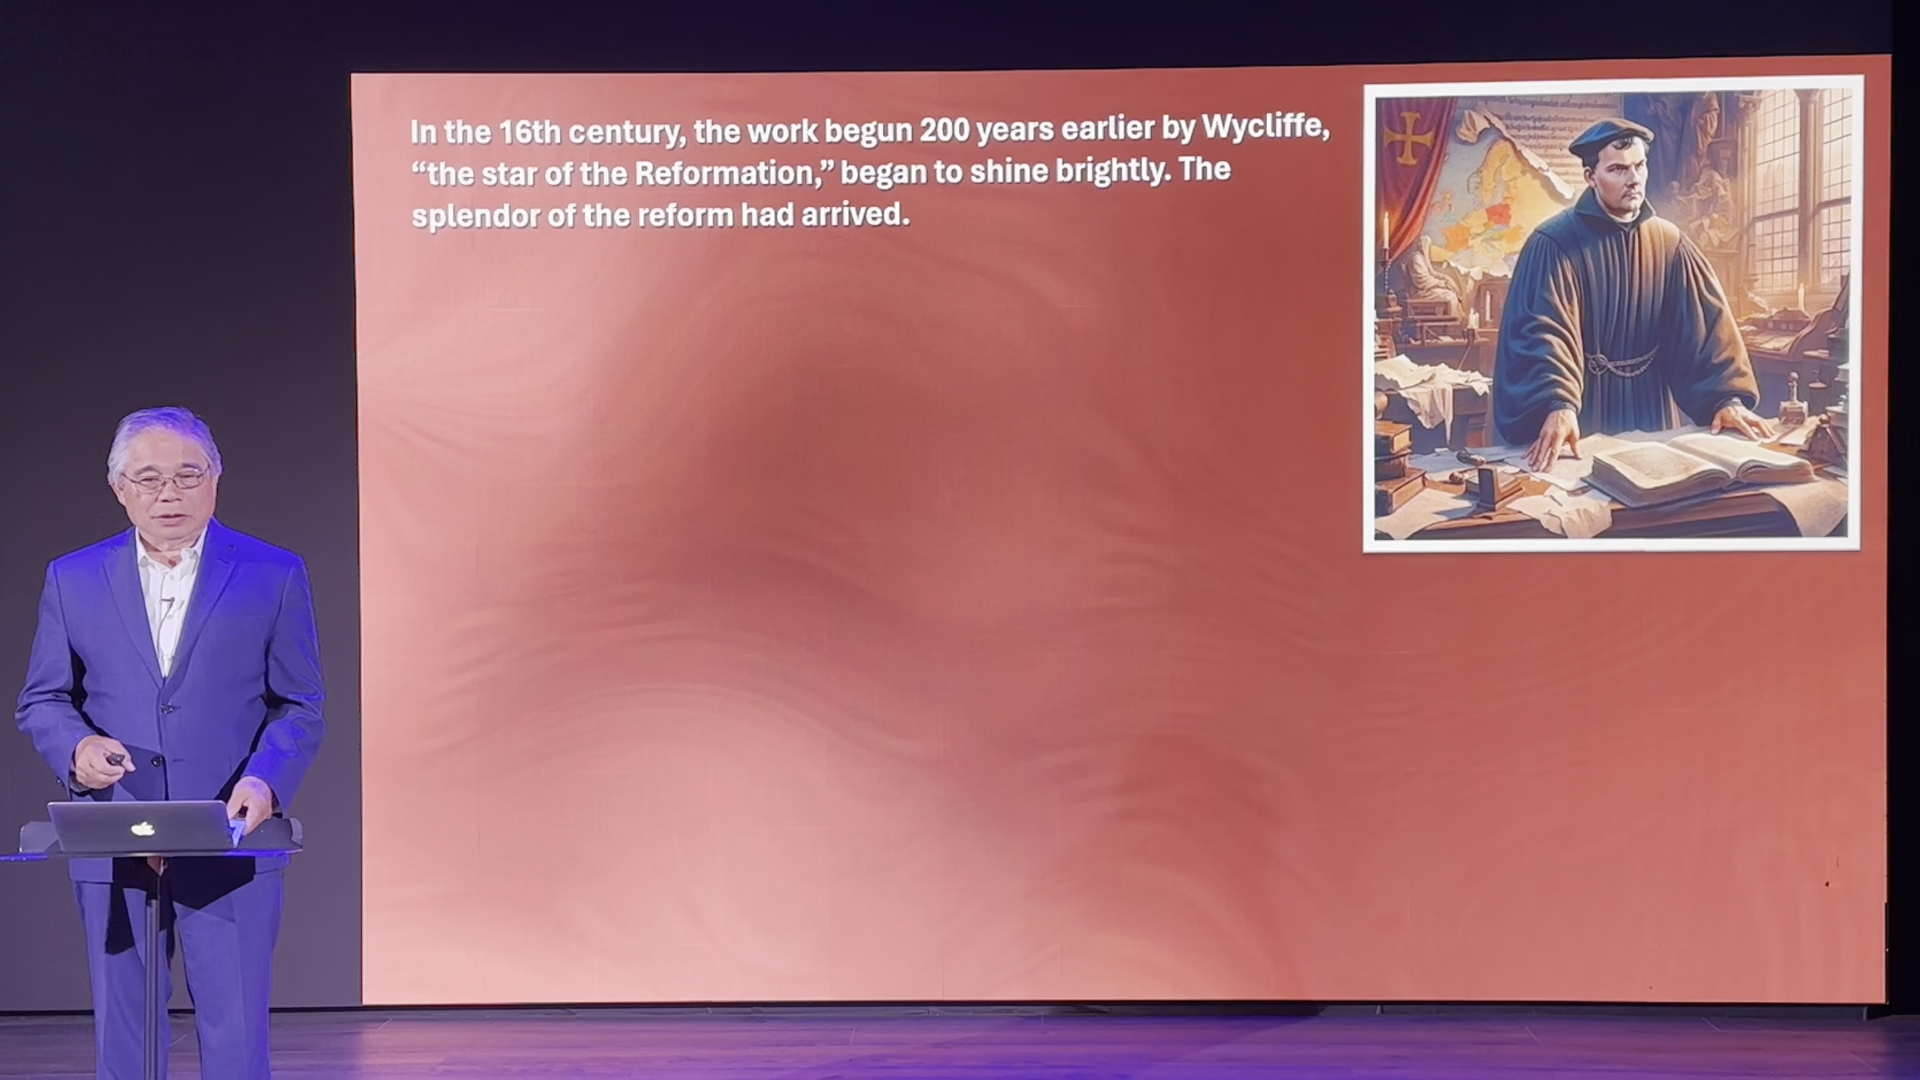 In the 16th century, the work begun 200 years earlier by Wycliffe,
“the star of the Reformation,” began to shine brightly. The
splendor of the reform had arrived.